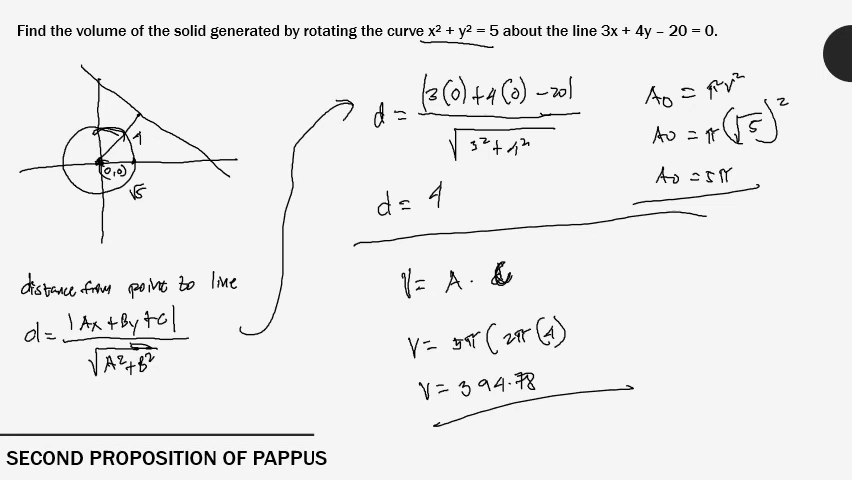 Find the volume of the solid generated by rotating the curve x² + y² = 5 about the line 3x + 4y – 20 = 0.
4
(0,0)
√5
distance from point to line
d = |Ax + By + C| / √A² + B²
d = |3(0) + 4(0) − 20| / √3² + 4²
d = 4
A₀ = πr²
A₀ = π(√5)²
A₀ = 5π
V = A ·
V = 5π (2π (4)
V = 394.78
SECOND PROPOSITION OF PAPPUS